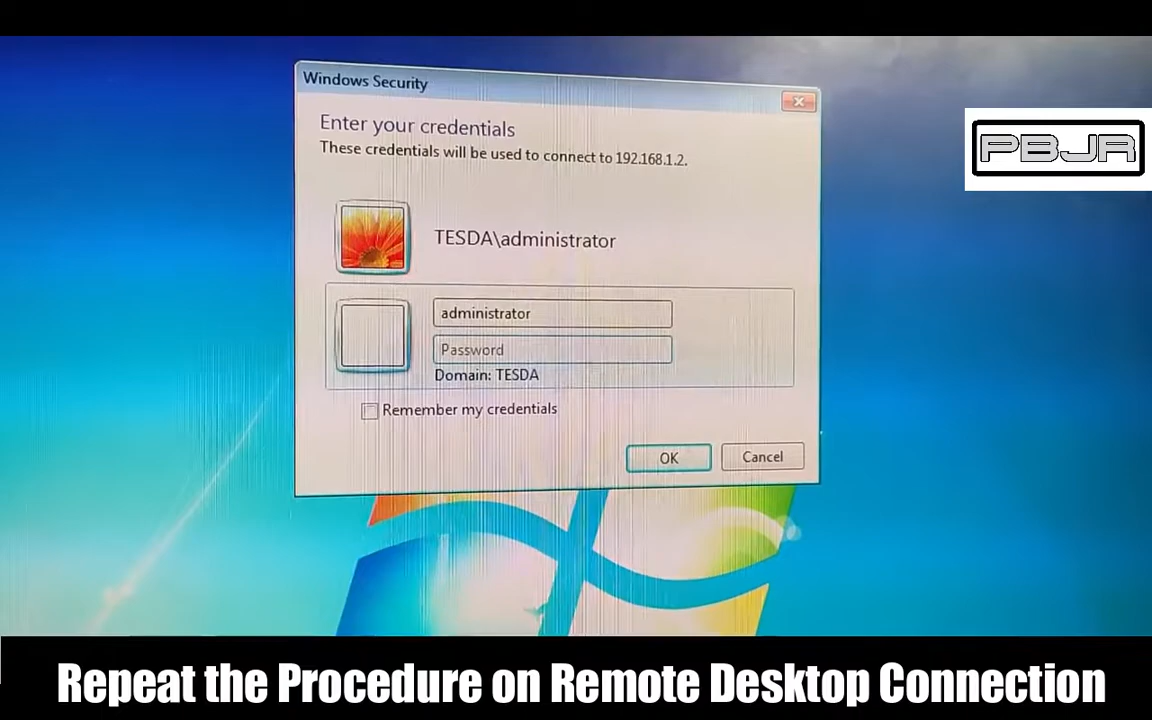 Windows Security
PBJR
Enter your credentials
These credentials will be used to connect to 192.168.1.2.
TESDA\administrator
administrator
Password
Domain: TESDA
Remember my credentials
OK
Cancel
Repeat the Procedure on Remote Desktop Connection